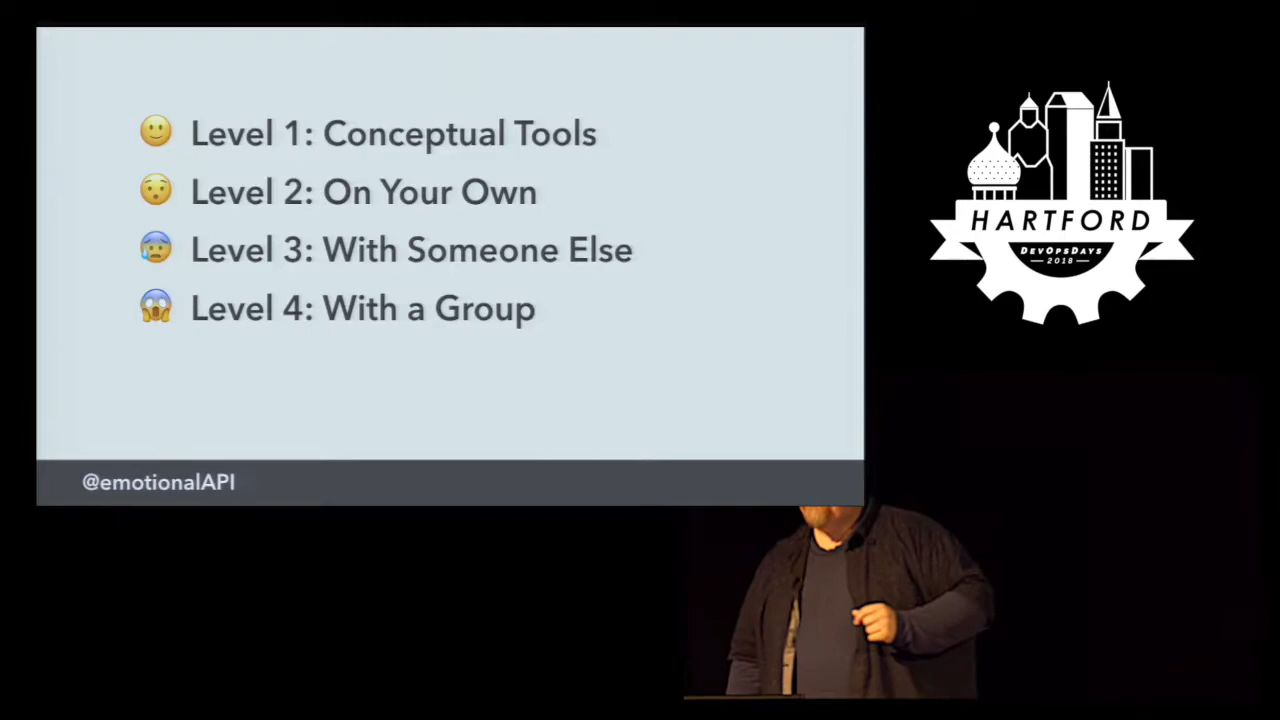 Level 1: Conceptual Tools
Level 2: On Your Own
Level 3: With Someone Else
Level 4: With a Group
@emotionalAPI
HARTFORD
DevOpsDays
2018